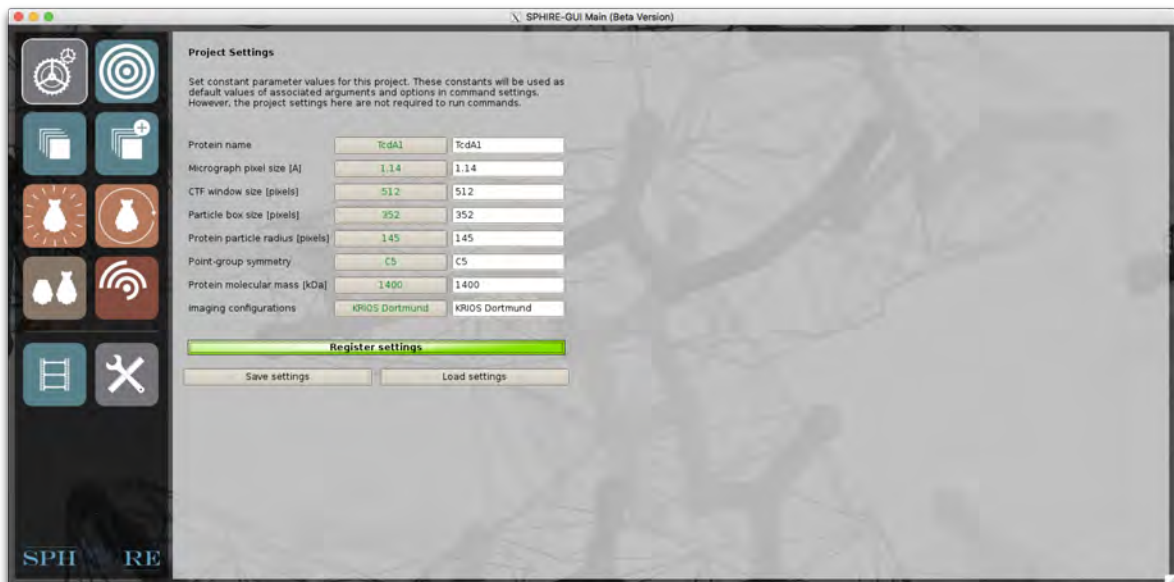 SPHIRE-GUI Main (Beta Version)
Project Settings
Set constant parameter values for this project. These constants will be used as
default values of associated arguments and options in command settings.
However, the project settings here are not required to run commands.
Protein name TcdA1 TcdA1
Micrograph pixel size [A] 1.14 1.14
CTF window size [pixels] 512 512
Particle box size [pixels] 352 352
Protein particle radius [pixels] 145 145
Point-group symmetry C5 C5
Protein molecular mass [kDa] 1400 1400
Imaging configurations KRIOS Dortmund KRIOS Dortmund
Register settings
Save settings Load settings
SPHIRE